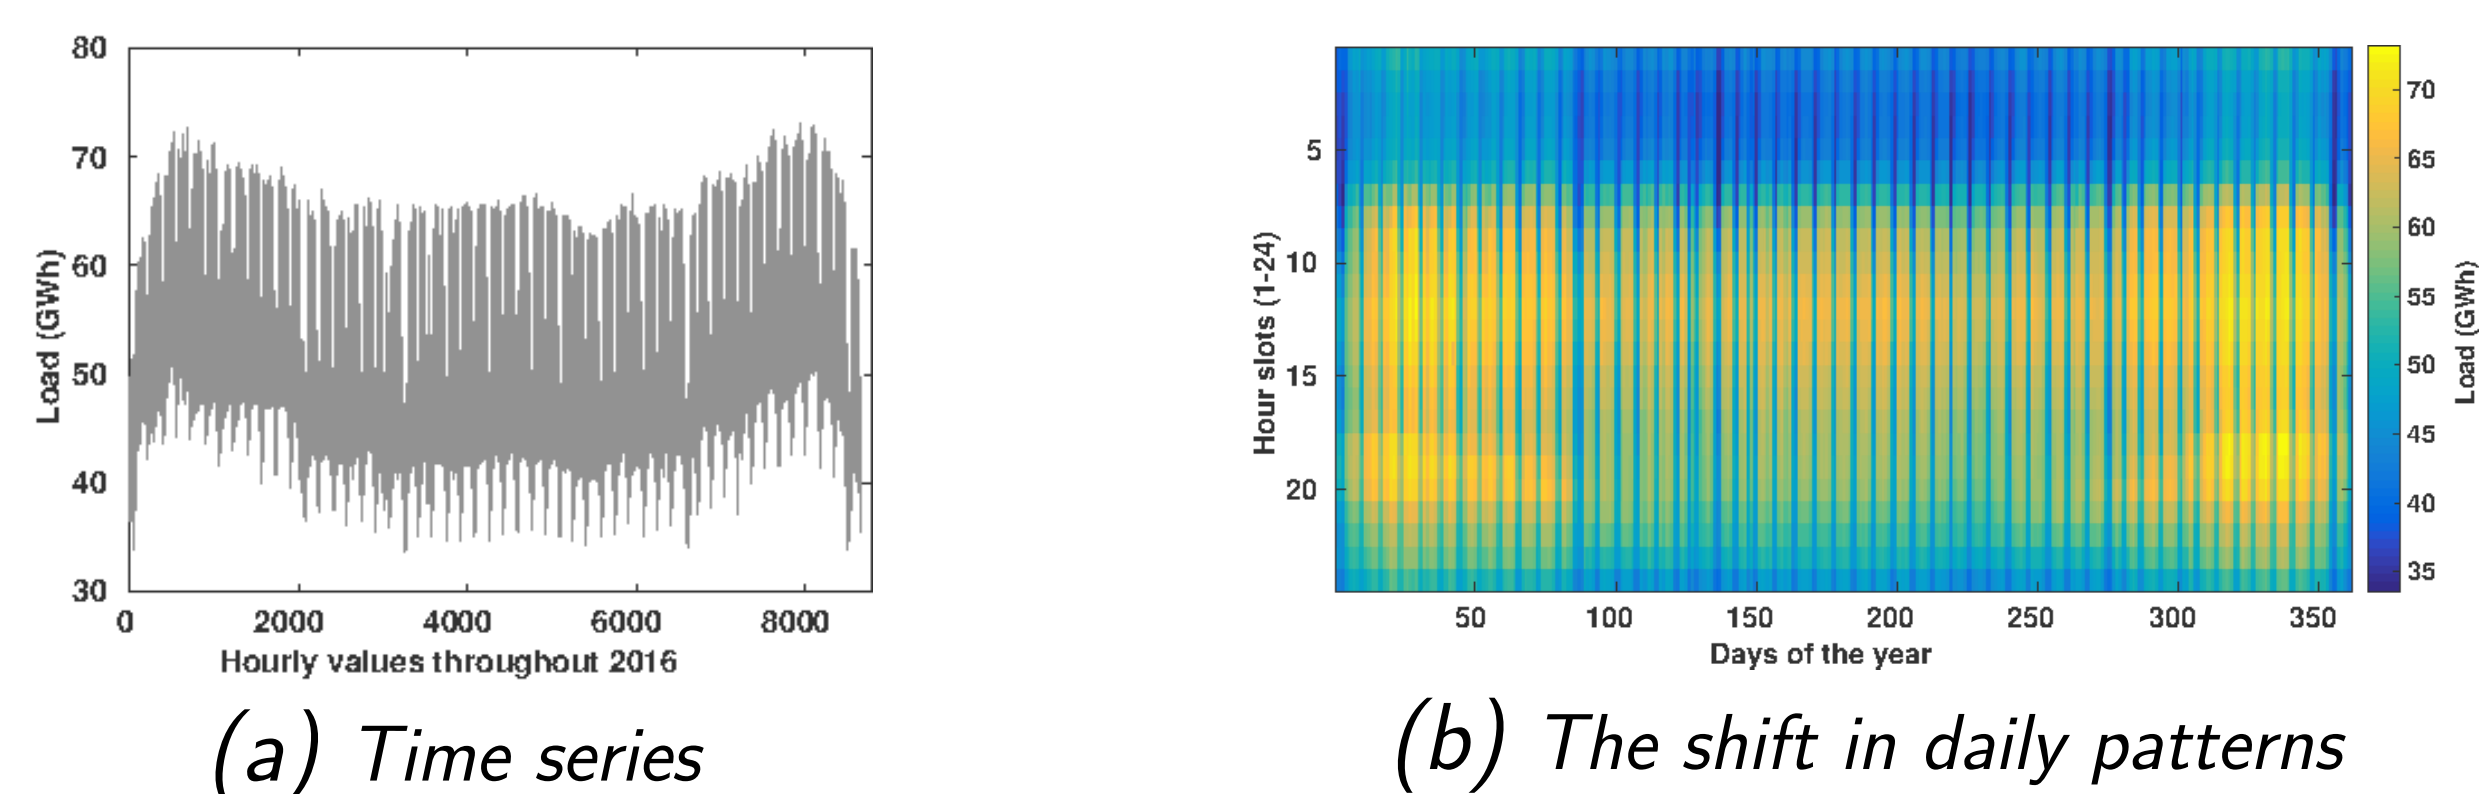 80
70
60
50
40
30
Load (GWh)
0 2000 4000 6000 8000
Hourly values throughout 2016
(a) Time series
5
10
15
20
Hour slots (1-24)
50 100 150 200 250 300 350
Days of the year
70
65
60
55
50
45
40
35
Load (GWh)
(b) The shift in daily patterns